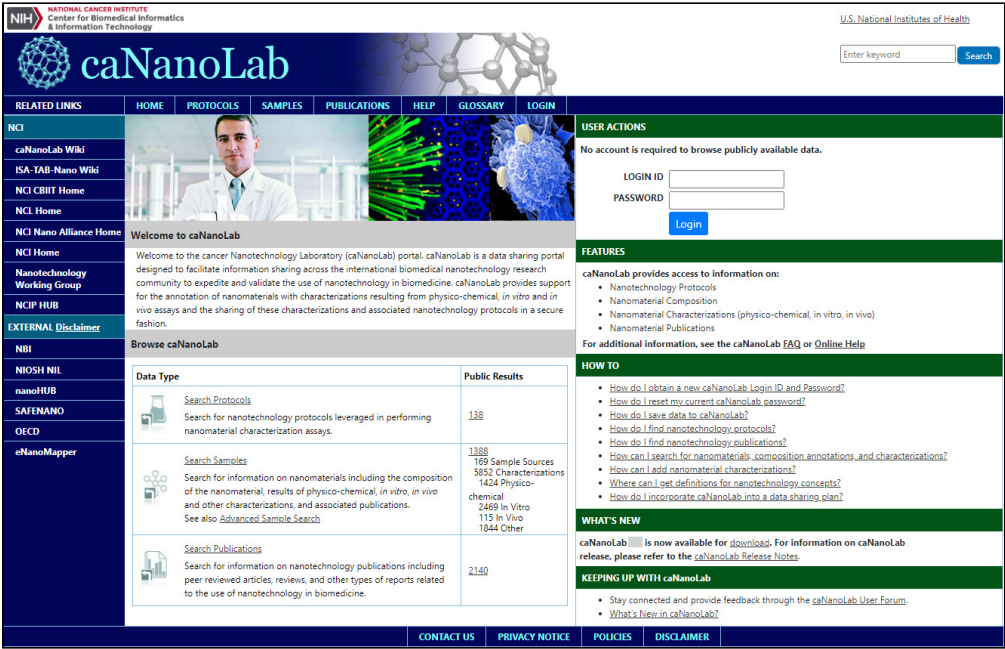 NIH
NATIONAL CANCER INSTITUTE
Center for Biomedical Informatics
& Information Technology
U.S. National Institutes of Health
caNanoLab
Enter keyword
Search
RELATED LINKS
HOME
PROTOCOLS
SAMPLES
PUBLICATIONS
HELP
GLOSSARY
LOGIN
NCI
caNanoLab Wiki
ISA-TAB-Nano Wiki
NCI CBIIT Home
NCL Home
NCI Nano Alliance Home
NCI Home
Nanotechnology
Working Group
NCIP HUB
EXTERNAL Disclaimer
NBI
NIOSH NIL
nanoHUB
SAFENANO
OECD
eNanoMapper
Welcome to caNanoLab
Welcome to the cancer Nanotechnology Laboratory (caNanoLab) portal. caNanoLab is a data sharing portal
designed to facilitate information sharing across the international biomedical nanotechnology research
community to expedite and validate the use of nanotechnology in biomedicine. caNanoLab provides support
for the annotation of nanomaterials with characterizations resulting from physico-chemical, in vitro and in
vivo assays and the sharing of these characterizations and associated nanotechnology protocols in a secure
fashion.
Browse caNanoLab
Data Type
Public Results
Search Protocols
Search for nanotechnology protocols leveraged in performing
nanomaterial characterization assays.
138
Search Samples
Search for information on nanomaterials including the composition
of the nanomaterial, results of physico-chemical, in vitro, in vivo
and other characterizations, and associated publications.
See also Advanced Sample Search
1388
169 Sample Sources
5852 Characterizations
1424 Physico-
chemical
2469 In Vitro
115 In Vivo
1844 Other
Search Publications
Search for information on nanotechnology publications including
peer reviewed articles, reviews, and other types of reports related
to the use of nanotechnology in biomedicine.
2140
USER ACTIONS
No account is required to browse publicly available data.
LOGIN ID
PASSWORD
Login
FEATURES
caNanoLab provides access to information on:
• Nanotechnology Protocols
• Nanomaterial Composition
• Nanomaterial Characterizations (physico-chemical, in vitro, in vivo)
• Nanomaterial Publications
For additional information, see the caNanoLab FAQ or Online Help
HOW TO
• How do I obtain a new caNanoLab Login ID and Password?
• How do I reset my current caNanoLab password?
• How do I save data to caNanoLab?
• How do I find nanotechnology protocols?
• How do I find nanotechnology publications?
• How can I search for nanomaterials, composition annotations, and characterizations?
• How can I add nanomaterial characterizations?
• Where can I get definitions for nanotechnology concepts?
• How do I incorporate caNanoLab into a data sharing plan?
WHAT'S NEW
caNanoLab is now available for download. For information on caNanoLab
release, please refer to the caNanoLab Release Notes.
KEEPING UP WITH caNanoLab
• Stay connected and provide feedback through the caNanoLab User Forum.
• What's New in caNanoLab?
CONTACT US
PRIVACY NOTICE
POLICIES
DISCLAIMER